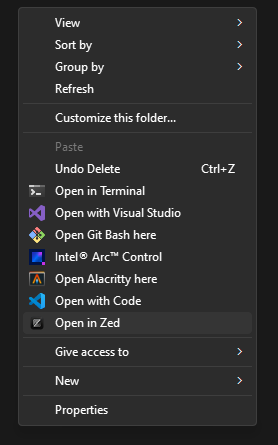 View
Sort by
Group by
Refresh
Customize this folder...
Paste
Undo Delete Ctrl+Z
Open in Terminal
Open with Visual Studio
Open Git Bash here
Intel® Arc™ Control
Open Alacritty here
Open with Code
Open in Zed
Give access to
New
Properties